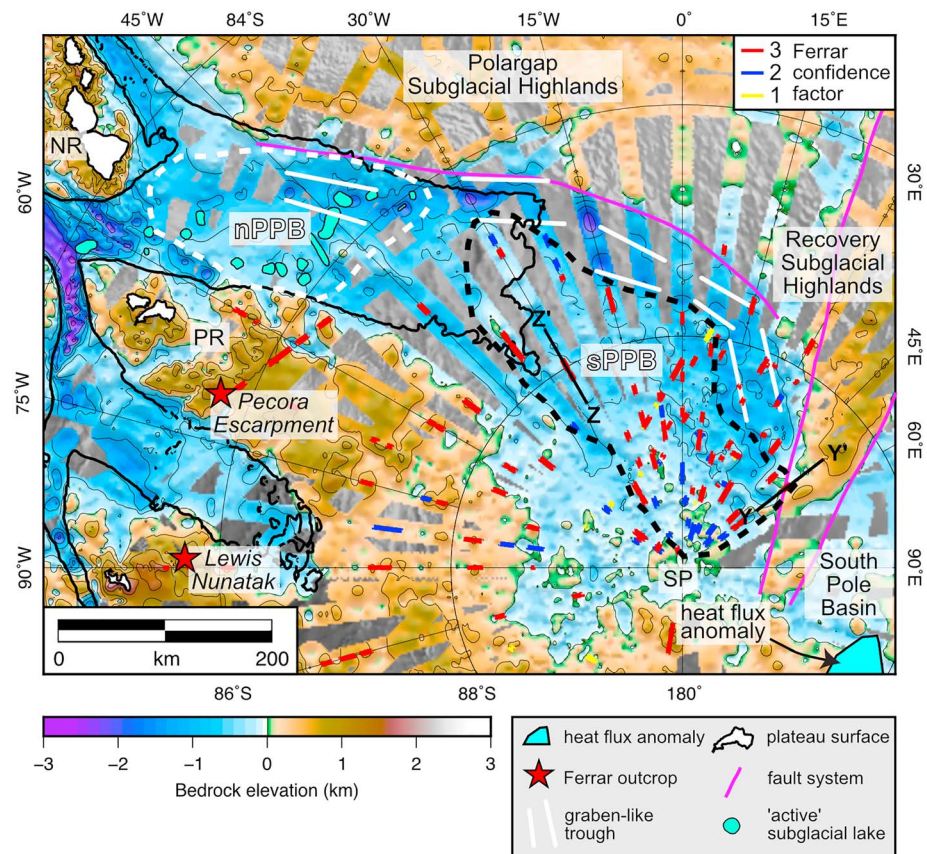 45°W 84°S 30°W 15°W 0° 15°E
Polargap
Subglacial Highlands
3 Ferrar
2 confidence
1 factor
NR
60°W
30°E
nPPB
Recovery
Subglacial
Highlands
Z'
sPPB
45°E
PR
75°W
Pecora
Escarpment
Z
60°E
Y'
Lewis
Nunatak
90°W
SP
South
Pole
Basin
90°E
heat flux
anomaly
0 km 200
86°S 88°S 180°
−3 −2 −1 0 1 2 3
Bedrock elevation (km)
heat flux anomaly
plateau surface
Ferrar outcrop
fault system
graben-like
trough
'active'
subglacial lake